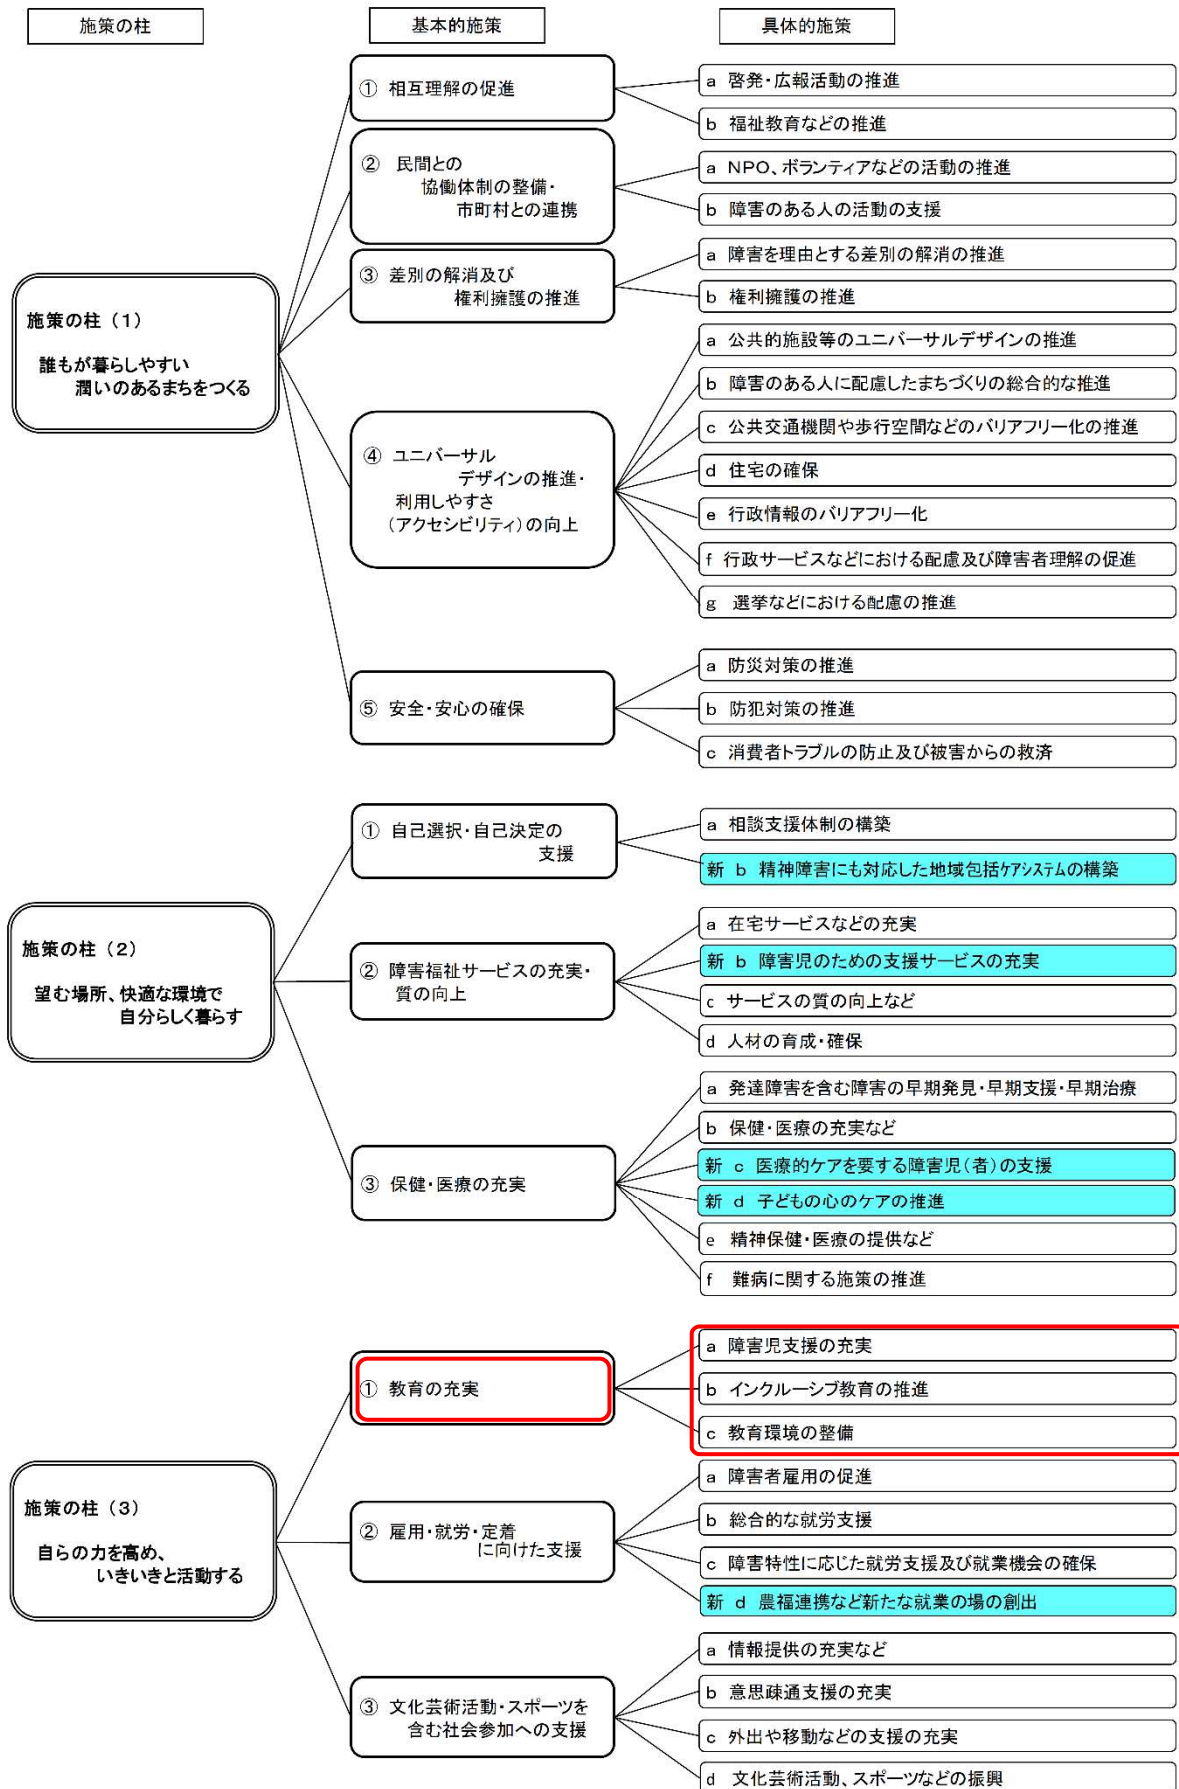 施策の柱
基本的施策
具体的施策
施策の柱（1）
誰もが暮らしやすい
潤いのあるまちをつくる
① 相互理解の促進
a 啓発・広報活動の推進
b 福祉教育などの推進
② 民間との
協働体制の整備・
市町村との連携
a NPO、ボランティアなどの活動の推進
b 障害のある人の活動の支援
③ 差別の解消及び
権利擁護の推進
a 障害を理由とする差別の解消の推進
b 権利擁護の推進
④ ユニバーサル
デザインの推進・
利用しやすさ
（アクセシビリティ）の向上
a 公共的施設等のユニバーサルデザインの推進
b 障害のある人に配慮したまちづくりの総合的な推進
c 公共交通機関や歩行空間などのバリアフリー化の推進
d 住宅の確保
e 行政情報のバリアフリー化
f 行政サービスなどにおける配慮及び障害者理解の促進
g 選挙などにおける配慮の推進
⑤ 安全・安心の確保
a 防災対策の推進
b 防犯対策の推進
c 消費者トラブルの防止及び被害からの救済
施策の柱（2）
望む場所、快適な環境で
自分らしく暮らす
① 自己選択・自己決定の
支援
a 相談支援体制の構築
新 b 精神障害にも対応した地域包括ケアシステムの構築
② 障害福祉サービスの充実・
質の向上
a 在宅サービスなどの充実
新 b 障害児のための支援サービスの充実
c サービスの質の向上など
d 人材の育成・確保
③ 保健・医療の充実
a 発達障害を含む障害の早期発見・早期支援・早期治療
b 保健・医療の充実など
新 c 医療的ケアを要する障害児（者）の支援
新 d 子どもの心のケアの推進
e 精神保健・医療の提供など
f 難病に関する施策の推進
施策の柱（3）
自らの力を高め、
いきいきと活動する
① 教育の充実
a 障害児支援の充実
b インクルーシブ教育の推進
c 教育環境の整備
② 雇用・就労・定着
に向けた支援
a 障害者雇用の促進
b 総合的な就労支援
c 障害特性に応じた就労支援及び就業機会の確保
新 d 農福連携など新たな就業の場の創出
③ 文化芸術活動・スポーツを
含む社会参加への支援
a 情報提供の充実など
b 意思疎通支援の充実
c 外出や移動などの支援の充実
d 文化芸術活動、スポーツなどの振興